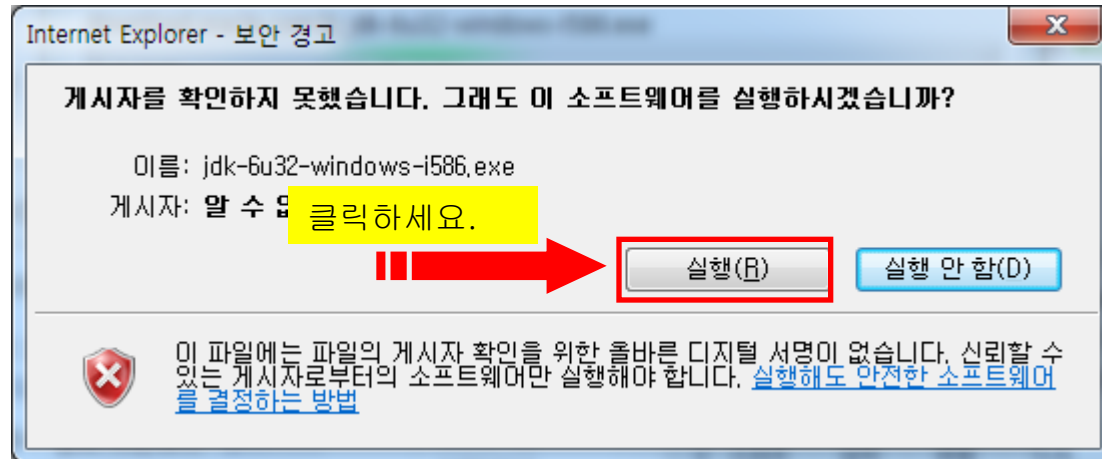 Internet Explorer - 보안 경고
게시자를 확인하지 못했습니다. 그래도 이 소프트웨어를 실행하시겠습니까?
이름: jdk-6u32-windows-i586.exe
게시자: 알 수
클릭하세요.
실행(R)
실행 안 함(D)
이 파일에는 파일의 게시자 확인을 위한 올바른 디지털 서명이 없습니다. 신뢰할 수
있는 게시자로부터의 소프트웨어만 실행해야 합니다. 실행해도 안전한 소프트웨어
를 결정하는 방법